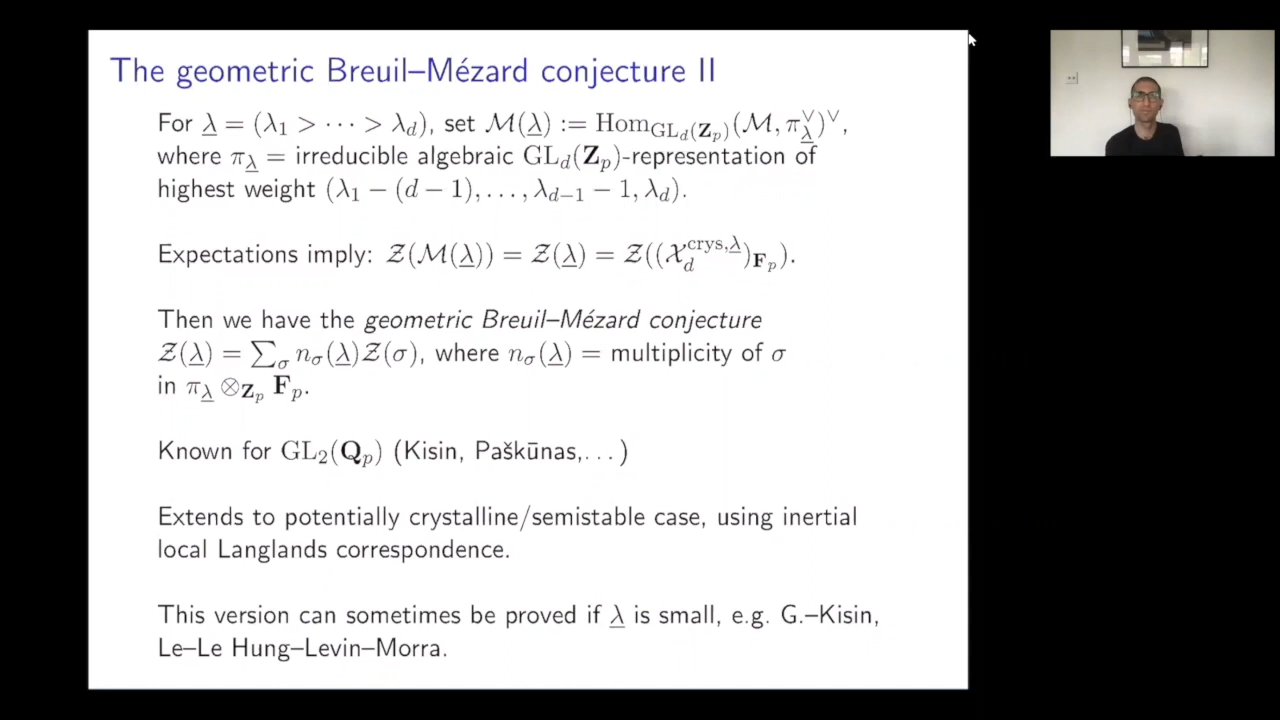 The geometric Breuil–Mézard conjecture II
For λ̲ = (λ₁ > ⋯ > λ_d), set ℳ(λ̲) := Hom_{GL_d(𝐙_p)}(ℳ, π_λ̲^∨)^∨,
where π_λ̲ = irreducible algebraic GL_d(𝐙_p)-representation of
highest weight (λ₁ − (d − 1), . . . , λ_{d−1} − 1, λ_d).
Expectations imply: 𝒵(ℳ(λ̲)) = 𝒵(λ̲) = 𝒵((𝒳_d^{crys,λ̲})_{𝐅_p}).
Then we have the geometric Breuil–Mézard conjecture
𝒵(λ̲) = ∑_σ n_σ(λ̲)𝒵(σ), where n_σ(λ̲) = multiplicity of σ
in π_λ̲ ⊗_{𝐙_p} 𝐅_p.
Known for GL₂(𝐐_p) (Kisin, Paškūnas,. . . )
Extends to potentially crystalline/semistable case, using inertial
local Langlands correspondence.
This version can sometimes be proved if λ̲ is small, e.g. G.–Kisin,
Le–Le Hung–Levin–Morra.